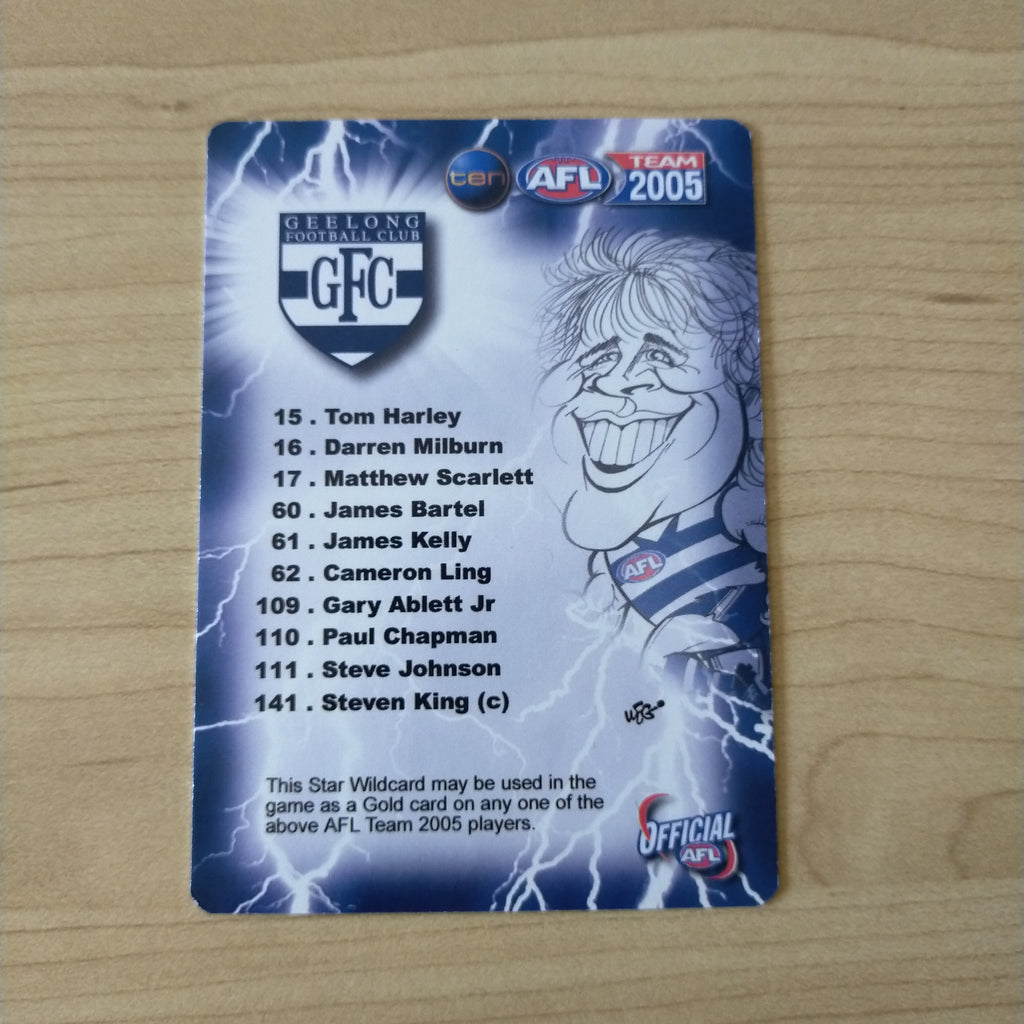 ten AFL TEAM 2005
GEELONG
FOOTBALL CLUB
GFC
15 . Tom Harley
16 . Darren Milburn
17 . Matthew Scarlett
60 . James Bartel
61 . James Kelly
62 . Cameron Ling
109 . Gary Ablett Jr
110 . Paul Chapman
111 . Steve Johnson
141 . Steven King (c)
AFL
This Star Wildcard may be used in the
game as a Gold card on any one of the
above AFL Team 2005 players.
OFFICIAL
AFL